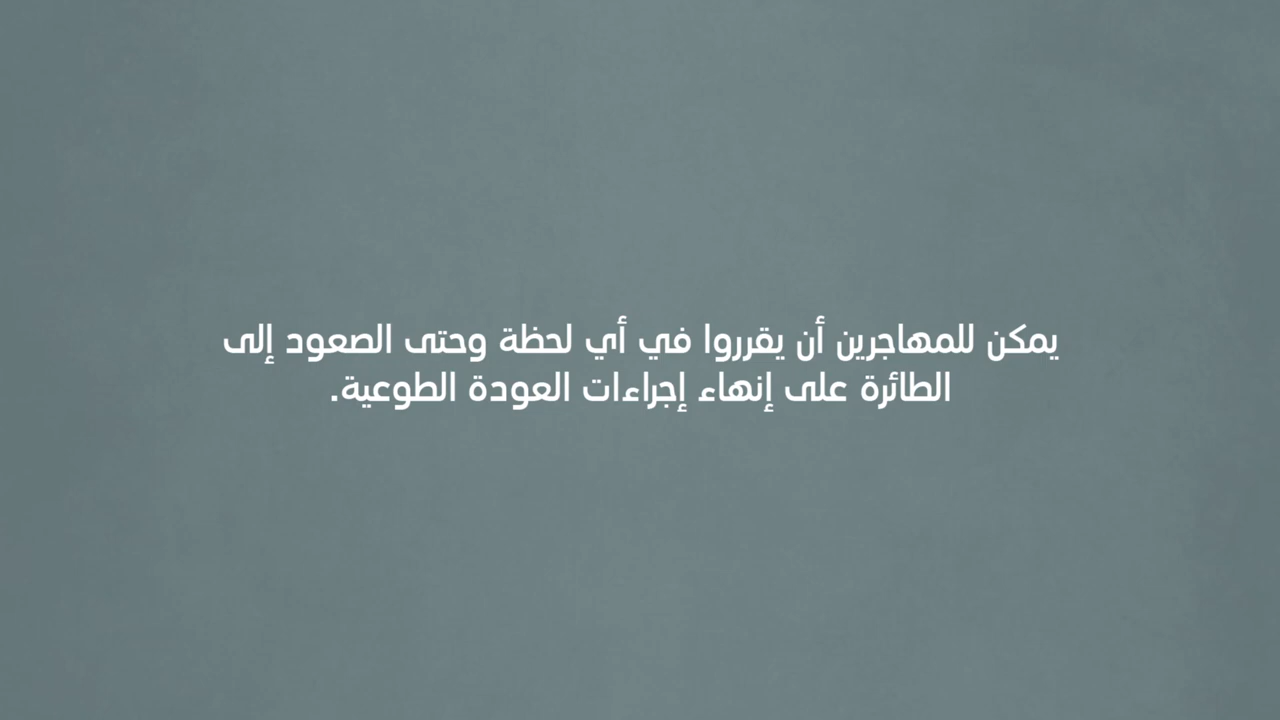 يمكن للمهاجرين أن يقرروا في أي لحظة وحتى الصعود إلى
الطائرة على إنهاء إجراءات العودة الطوعية.